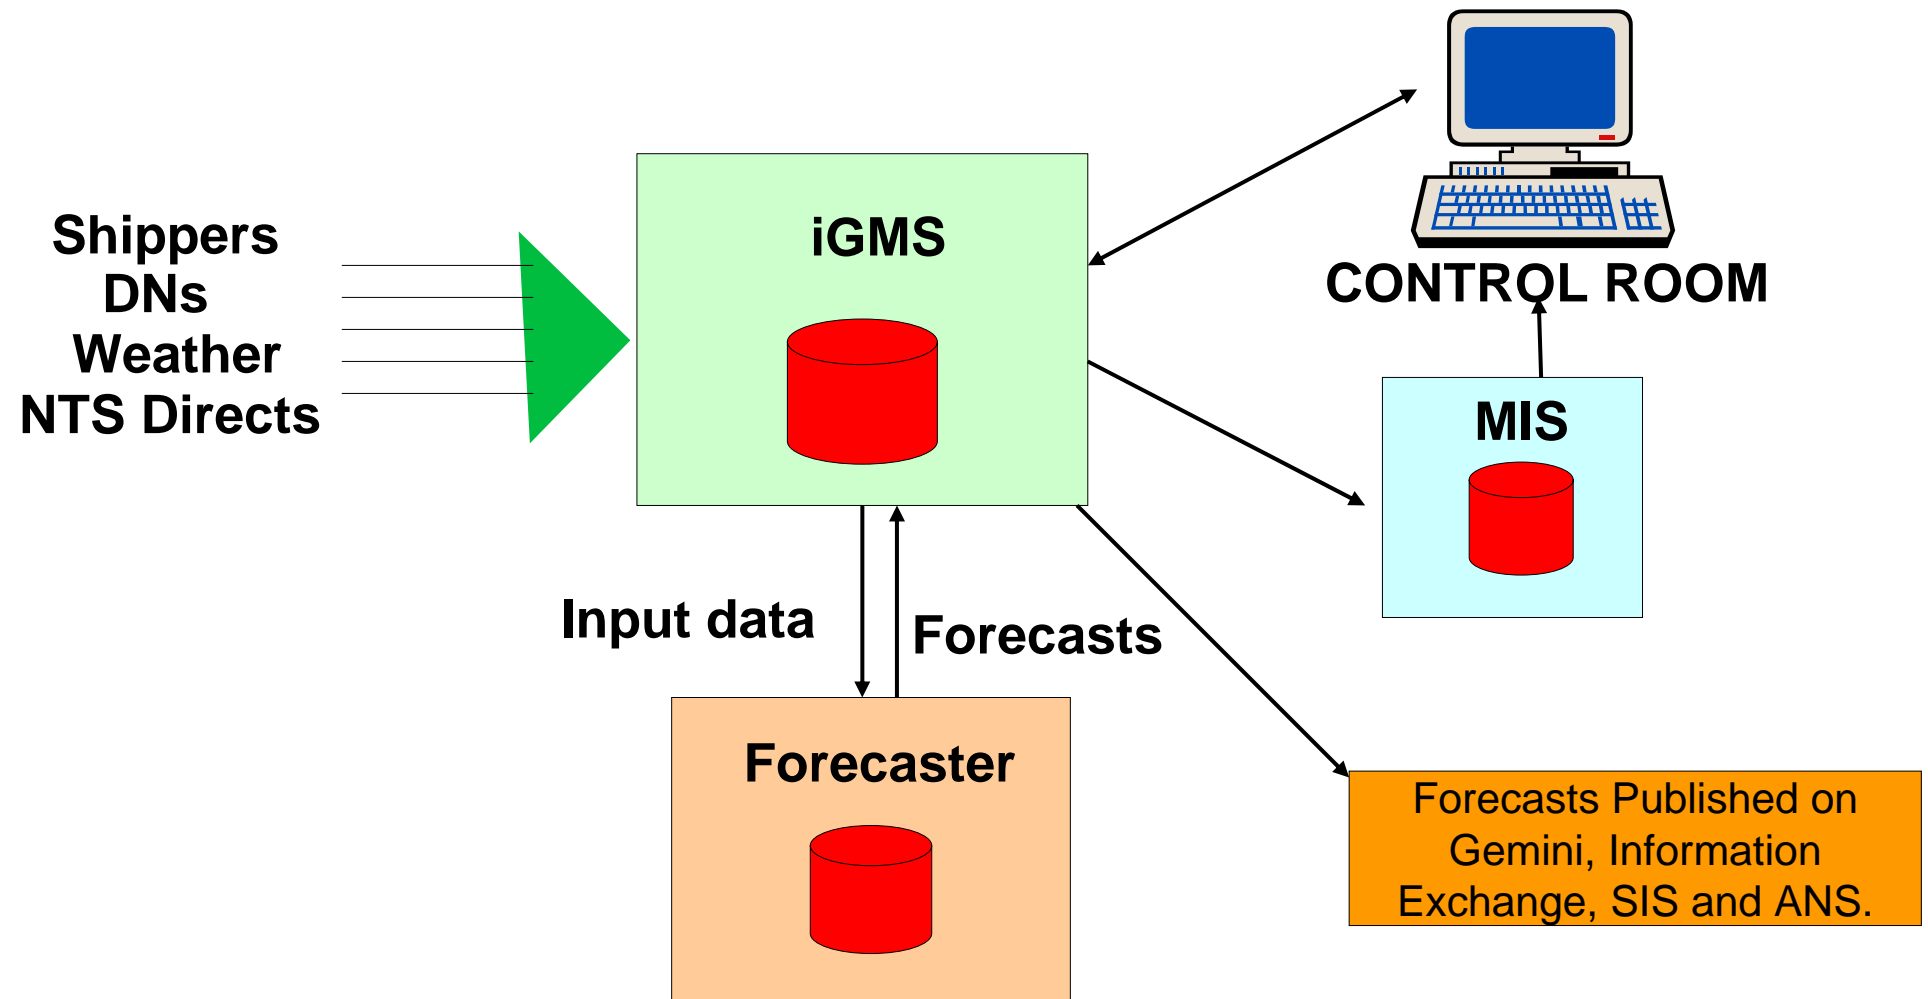 Shippers
DNs
Weather
NTS Directs
iGMS
CONTROL ROOM
MIS
Input data
Forecasts
Forecaster
Forecasts Published on
Gemini, Information
Exchange, SIS and ANS.